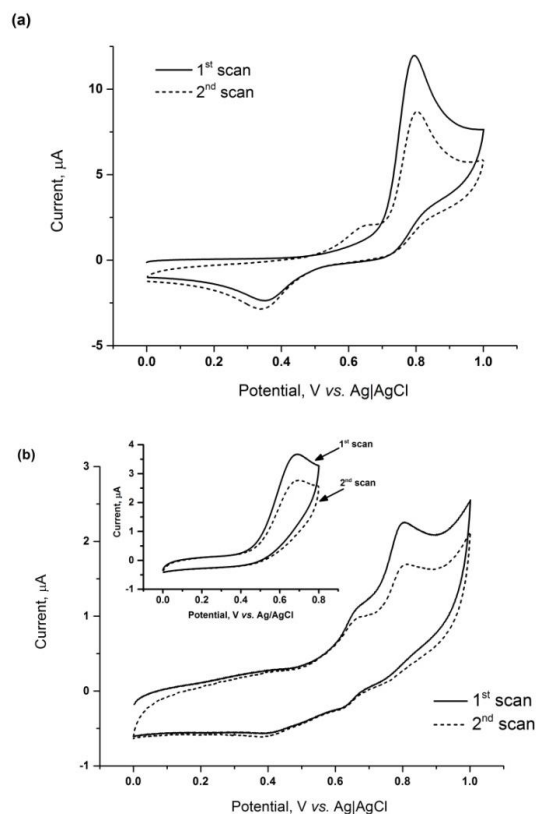 (a)
1st scan
2nd scan
10
5
0
-5
Current, μA
0.0 0.2 0.4 0.6 0.8 1.0
Potential, V vs. Ag|AgCl
(b)
1st scan
2nd scan
4
3
2
1
0
-1
Current, μA
0.0 0.2 0.4 0.6 0.8
Potential, V vs. Ag/AgCl
3
2
1
0
-1
Current, μA
1st scan
2nd scan
0.0 0.2 0.4 0.6 0.8 1.0
Potential, V vs. Ag|AgCl